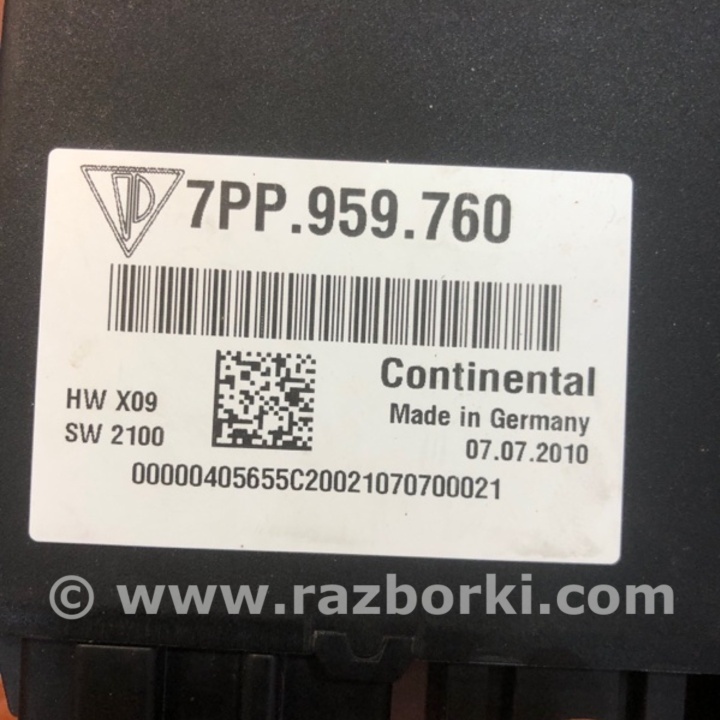 7PP.959.760
Continental
HW X09
Made in Germany
SW 2100
07.07.2010
00000405655C20021070700021
© www.razborki.com